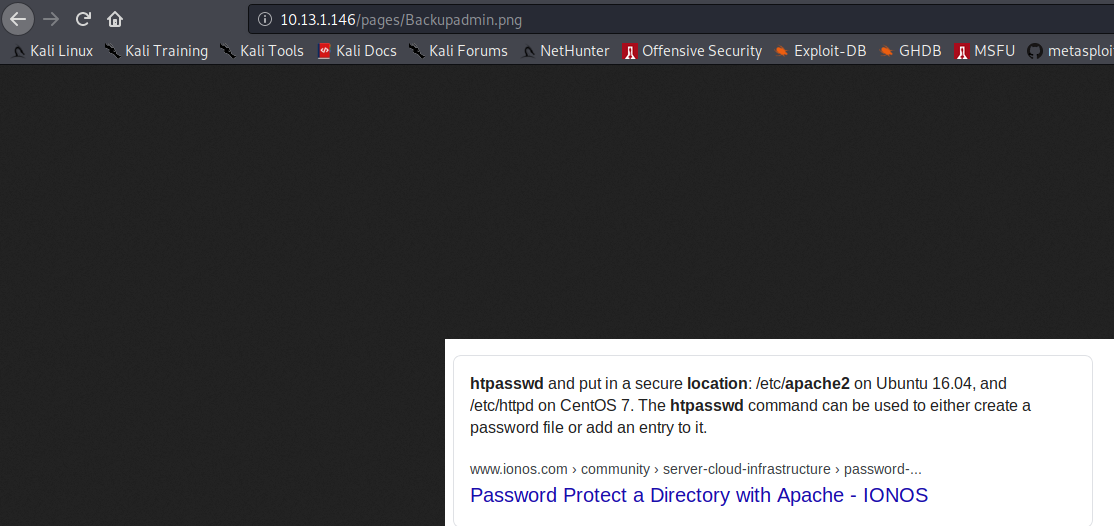 10.13.1.146/pages/Backupadmin.png
Kali Linux Kali Training Kali Tools Kali Docs Kali Forums NetHunter Offensive Security Exploit-DB GHDB MSFU metasploi
htpasswd and put in a secure location: /etc/apache2 on Ubuntu 16.04, and
/etc/httpd on CentOS 7. The htpasswd command can be used to either create a
password file or add an entry to it.
www.ionos.com › community › server-cloud-infrastructure › password-...
Password Protect a Directory with Apache - IONOS